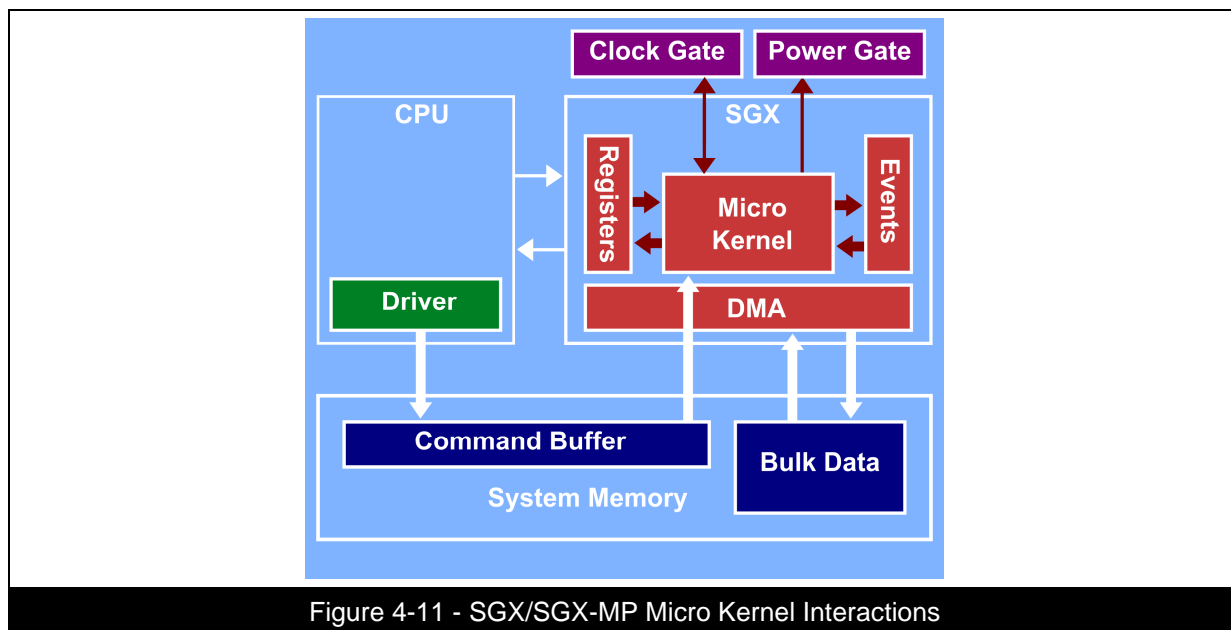 Clock Gate
Power Gate
CPU
SGX
Registers
Micro
Kernel
Events
Driver
DMA
Command Buffer
Bulk Data
System Memory
Figure 4-11 - SGX/SGX-MP Micro Kernel Interactions